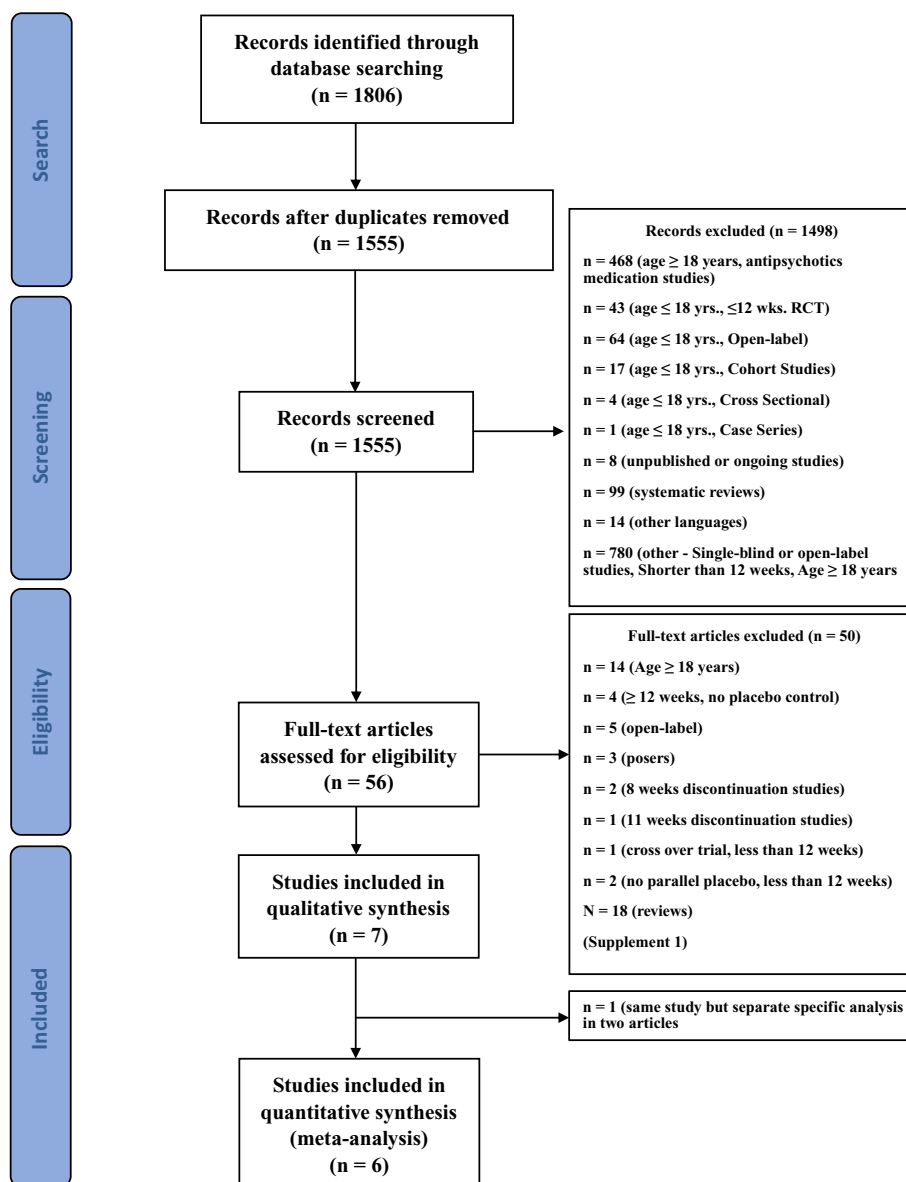 Search
Records identified through
database searching
(n = 1806)
Records after duplicates removed
(n = 1555)
Screening
Records screened
(n = 1555)
Records excluded (n = 1498)
n = 468 (age ≥ 18 years, antipsychotics
medication studies)
n = 43 (age ≤ 18 yrs., ≤12 wks. RCT)
n = 64 (age ≤ 18 yrs., Open-label)
n = 17 (age ≤ 18 yrs., Cohort Studies)
n = 4 (age ≤ 18 yrs., Cross Sectional)
n = 1 (age ≤ 18 yrs., Case Series)
n = 8 (unpublished or ongoing studies)
n = 99 (systematic reviews)
n = 14 (other languages)
n = 780 (other - Single-blind or open-label
studies, Shorter than 12 weeks, Age ≥ 18 years
Eligibility
Full-text articles
assessed for eligibility
(n = 56)
Full-text articles excluded (n = 50)
n = 14 (Age ≥ 18 years)
n = 4 (≥ 12 weeks, no placebo control)
n = 5 (open-label)
n = 3 (posers)
n = 2 (8 weeks discontinuation studies)
n = 1 (11 weeks discontinuation studies)
n = 1 (cross over trial, less than 12 weeks)
n = 2 (no parallel placebo, less than 12 weeks)
N = 18 (reviews)
(Supplement 1)
Included
Studies included in
qualitative synthesis
(n = 7)
n = 1 (same study but separate specific analysis
in two articles
Studies included in
quantitative synthesis
(meta-analysis)
(n = 6)